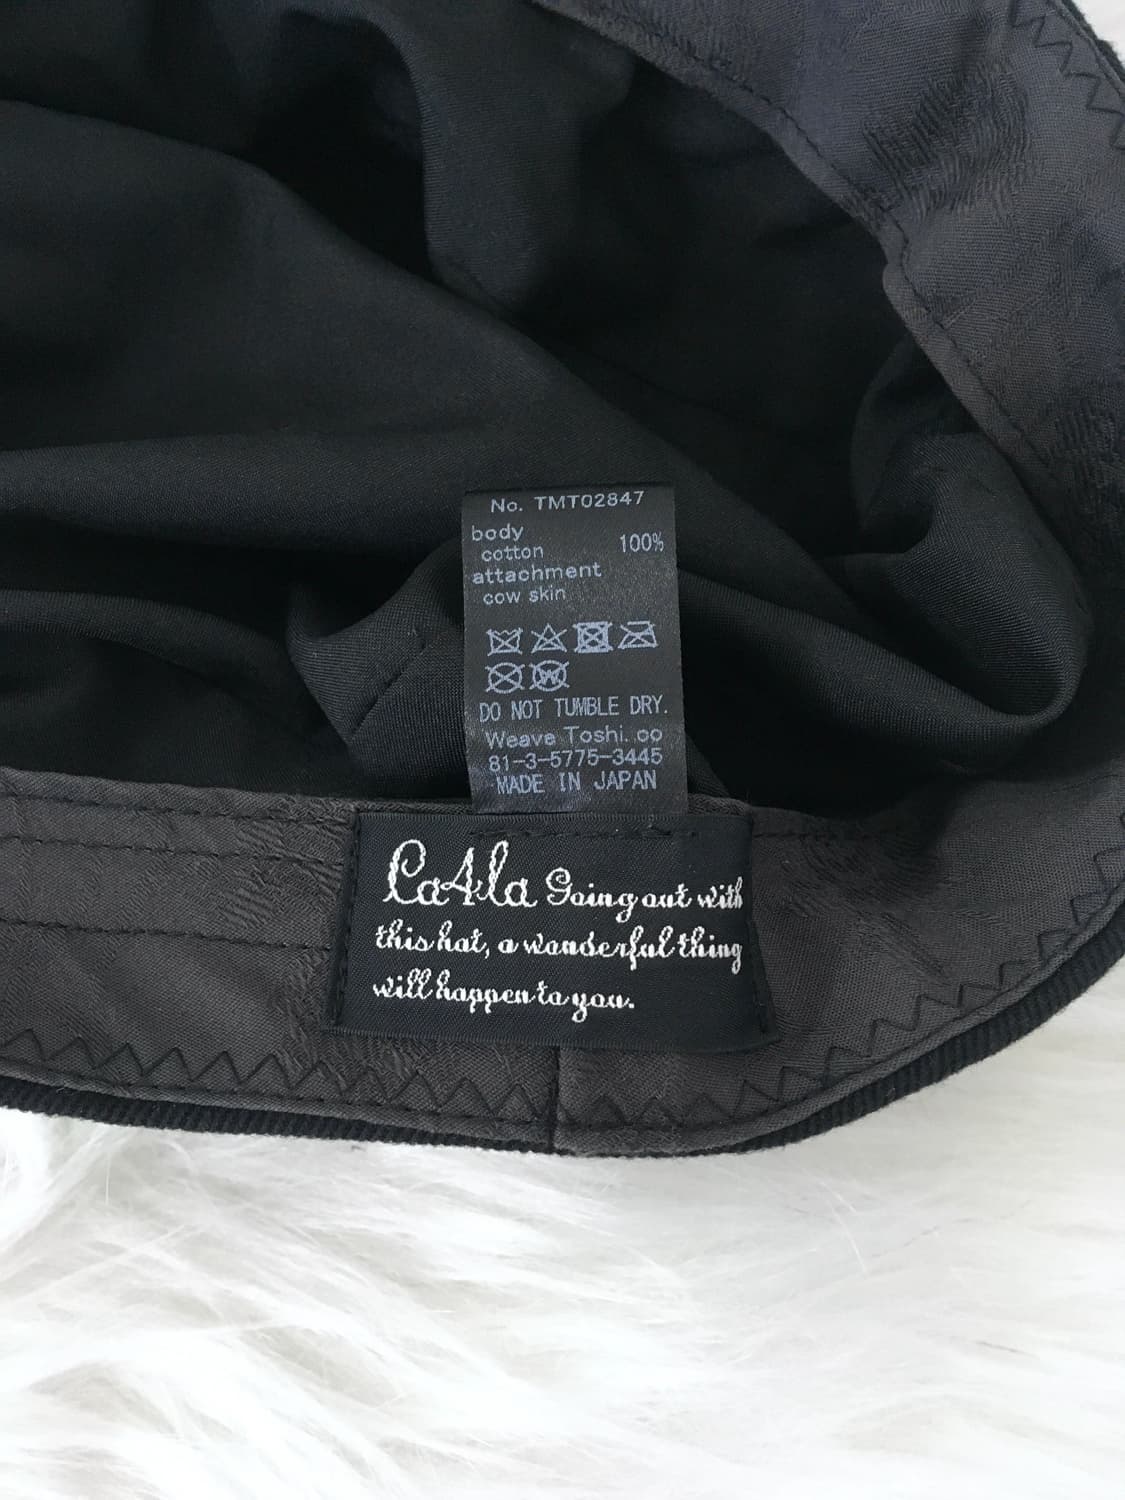 No. TMT02847
body
cotton 100%
attachment
cow skin
DO NOT TUMBLE DRY.
Weave Toshi. co
81-3-5775-3445
MADE IN JAPAN
Ca4la Going out with
this hat, a wonderful thing
will happen to you.